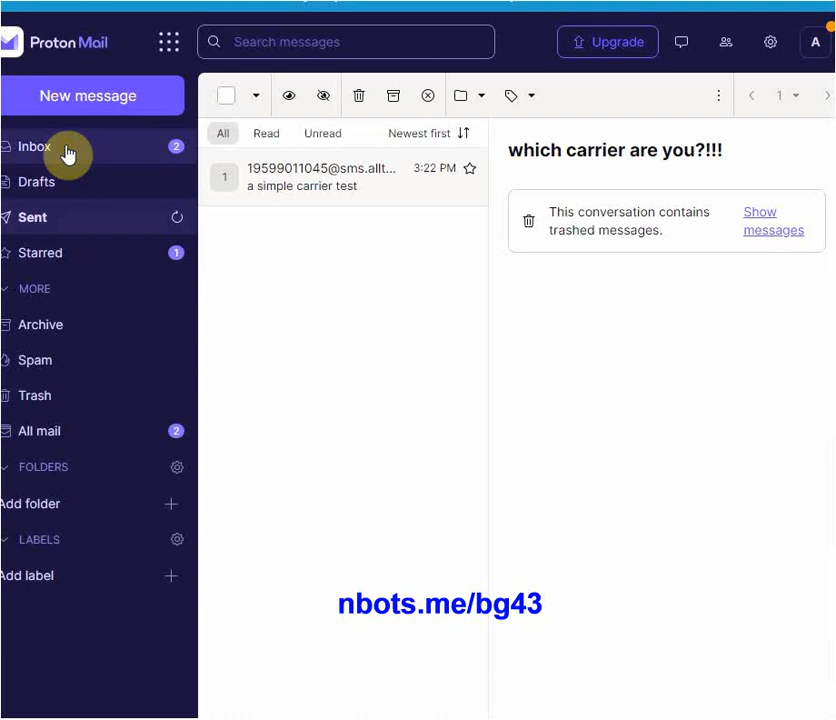 Proton Mail
Search messages
Upgrade
A
New message
1
Inbox
2
Drafts
Sent
Starred
1
MORE
Archive
Spam
Trash
All mail
2
FOLDERS
Add folder
LABELS
Add label
All
Read
Unread
Newest first
1
19599011045@sms.allt...
3:22 PM
a simple carrier test
which carrier are you?!!!
This conversation contains
trashed messages.
Show
messages
nbots.me/bg43